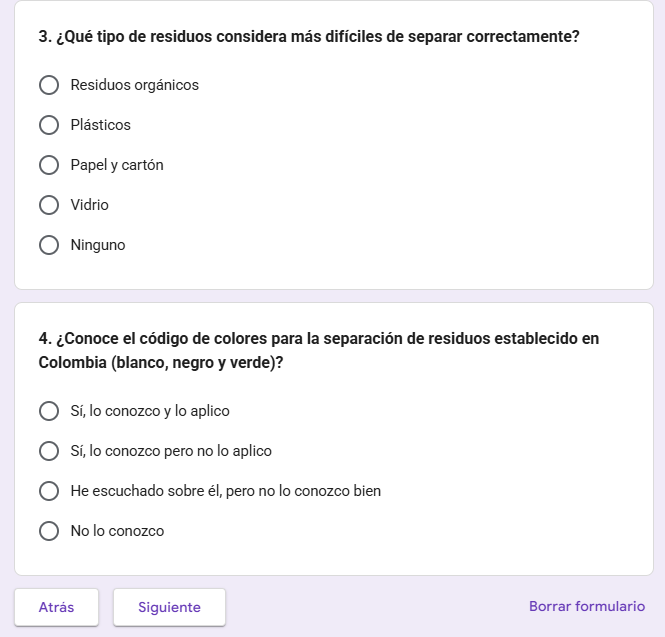 3. ¿Qué tipo de residuos considera más difíciles de separar correctamente?
Residuos orgánicos
Plásticos
Papel y cartón
Vidrio
Ninguno
4. ¿Conoce el código de colores para la separación de residuos establecido en
Colombia (blanco, negro y verde)?
Sí, lo conozco y lo aplico
Sí, lo conozco pero no lo aplico
He escuchado sobre él, pero no lo conozco bien
No lo conozco
Atrás
Siguiente
Borrar formulario